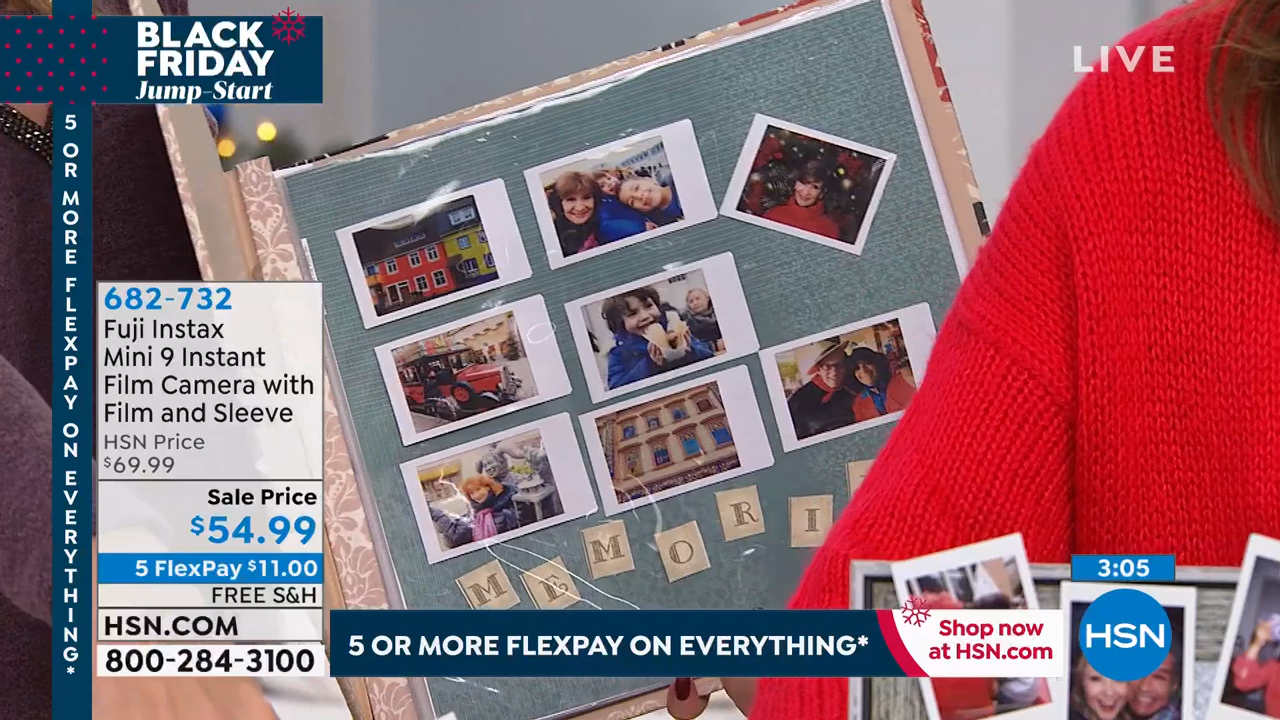 BLACK
FRIDAY
Jump-Start
LIVE
5 OR MORE FLEXPAY ON EVERYTHING*
682-732
Fuji Instax
Mini 9 Instant
Film Camera with
Film and Sleeve
HSN Price
$69.99
Sale Price
$54.99
5 FlexPay $11.00
FREE S&H
HSN.COM
800-284-3100
MEMORI
5 OR MORE FLEXPAY ON EVERYTHING*
Shop now
at HSN.com
3:05
HSN